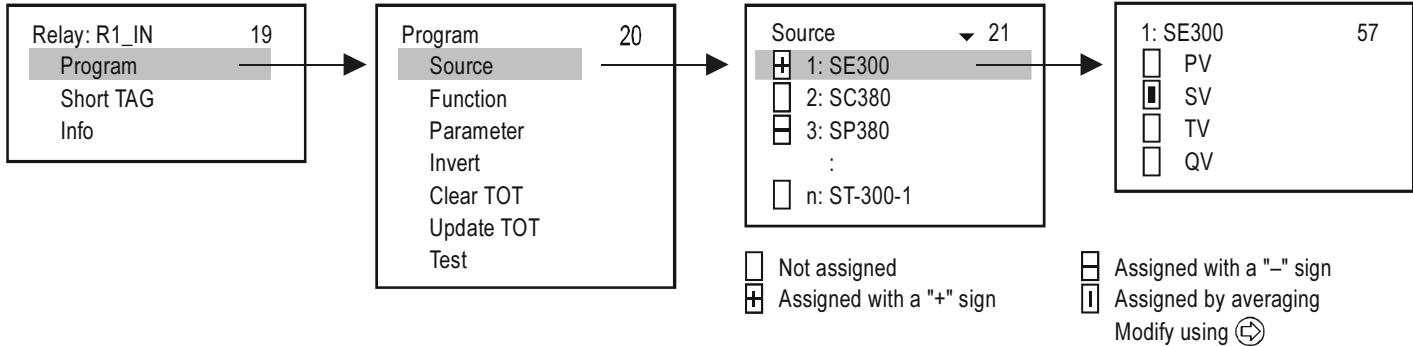 Relay: R1_IN 19
Program
Short TAG
Info
Program 20
Source
Function
Parameter
Invert
Clear TOT
Update TOT
Test
Source 21
1: SE300
2: SC380
3: SP380
:
n: ST-300-1
1: SE300 57
PV
SV
TV
QV
Not assigned
Assigned with a "+" sign
Assigned with a "–" sign
Assigned by averaging
Modify using